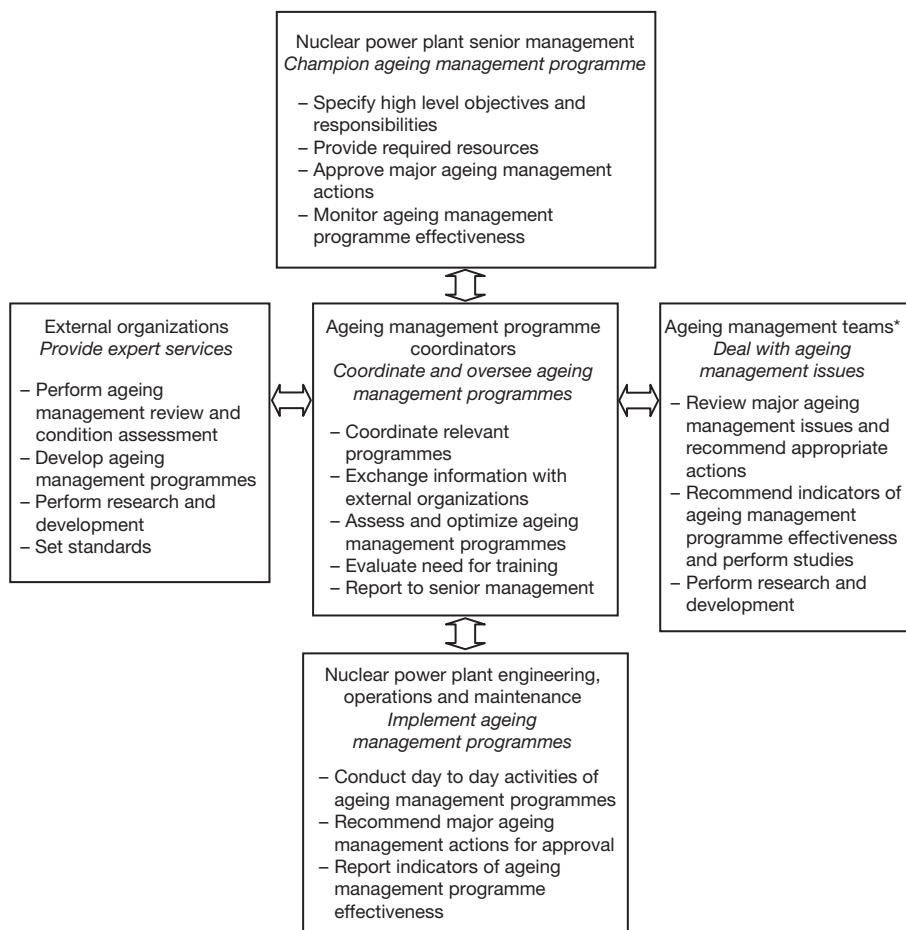 Nuclear power plant senior management
Champion ageing management programme
– Specify high level objectives and
responsibilities
– Provide required resources
– Approve major ageing management
actions
– Monitor ageing management
programme effectiveness
External organizations
Provide expert services
– Perform ageing
management review and
condition assessment
– Develop ageing
management programmes
– Perform research and
development
– Set standards
Ageing management programme
coordinators
Coordinate and oversee ageing
management programmes
– Coordinate relevant
programmes
– Exchange information with
external organizations
– Assess and optimize ageing
management programmes
– Evaluate need for training
– Report to senior management
Ageing management teams*
Deal with ageing
management issues
– Review major ageing
management issues and
recommend appropriate
actions
– Recommend indicators of
ageing management
programme effectiveness
and perform studies
– Perform research and
development
Nuclear power plant engineering,
operations and maintenance
Implement ageing
management programmes
– Conduct day to day activities of
ageing management programmes
– Recommend major ageing
management actions for approval
– Report indicators of ageing
management programme
effectiveness